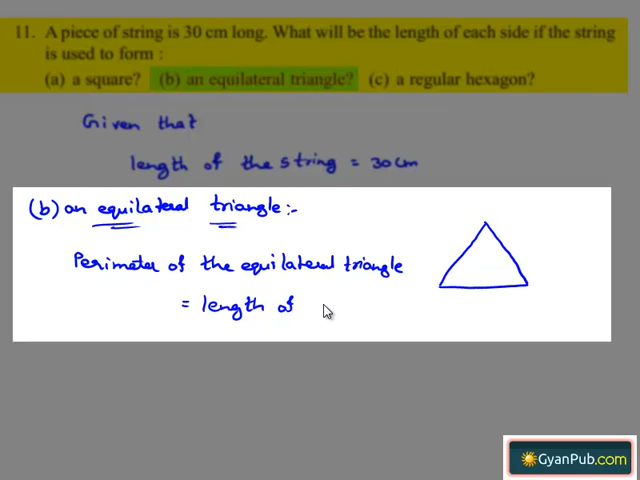 11. A piece of string is 30 cm long. What will be the length of each side if the string
is used to form :
(a) a square? (b) an equilateral triangle? (c) a regular hexagon?
Given that
length of the string = 30cm
(b) an equilateral triangle:-
Perimeter of the equilateral triangle
= length of
GyanPub.com